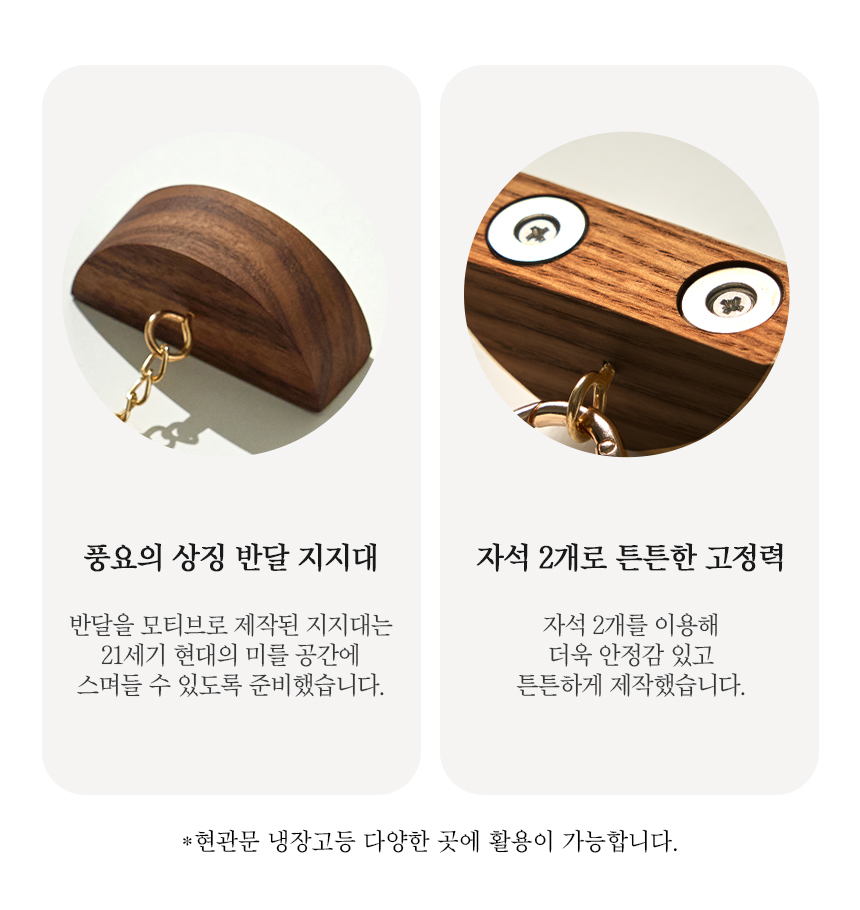 풍요의 상징 반달 지지대
반달을 모티브로 제작된 지지대는
21세기 현대의 미를 공간에
스며들 수 있도록 준비했습니다.
자석 2개로 튼튼한 고정력
자석 2개를 이용해
더욱 안정감 있고
튼튼하게 제작했습니다.
*현관문 냉장고등 다양한 곳에 활용이 가능합니다.